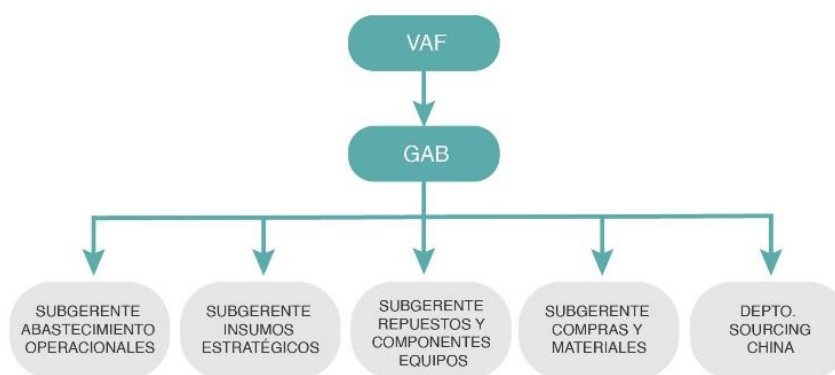 VAF
GAB
SUBGERENTE
ABASTECIMIENTO
OPERACIONALES
SUBGERENTE
INSUMOS
ESTRATÉGICOS
SUBGERENTE
REPUESTOS Y
COMPONENTES
EQUIPOS
SUBGERENTE
COMPRAS Y
MATERIALES
DEPTO.
SOURCING
CHINA